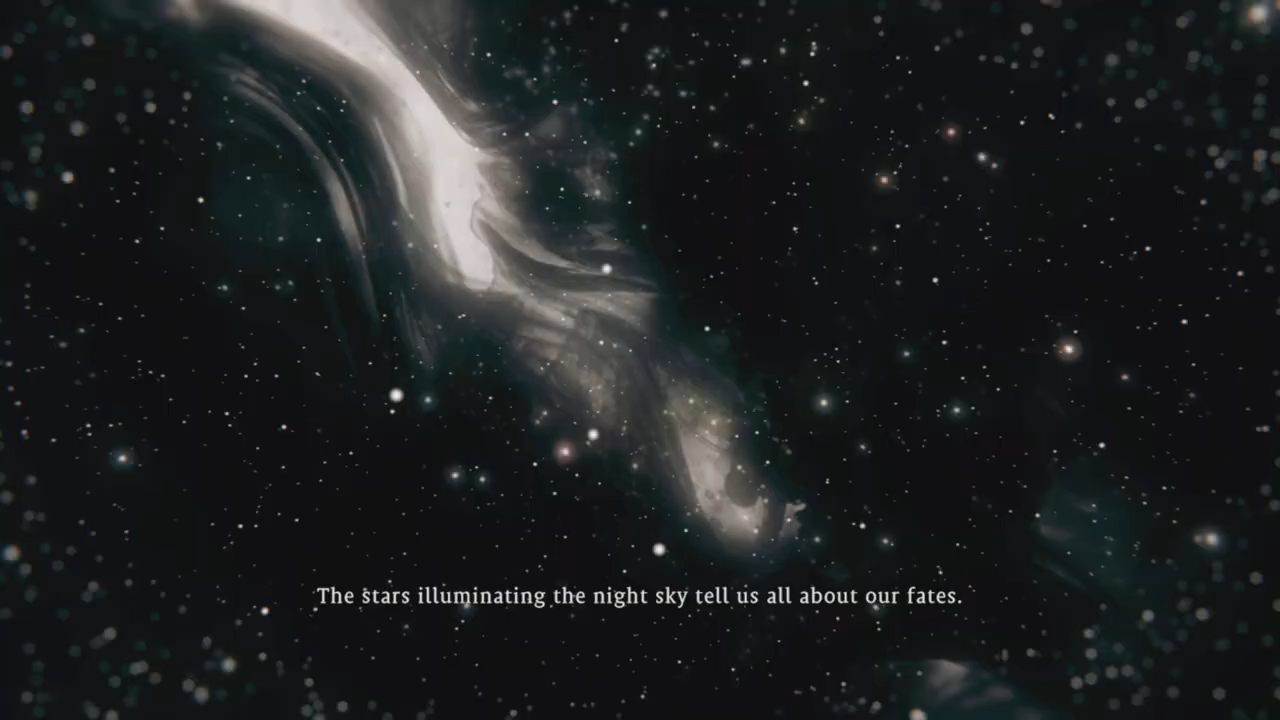 The stars illuminating the night sky tell us all about our fates.